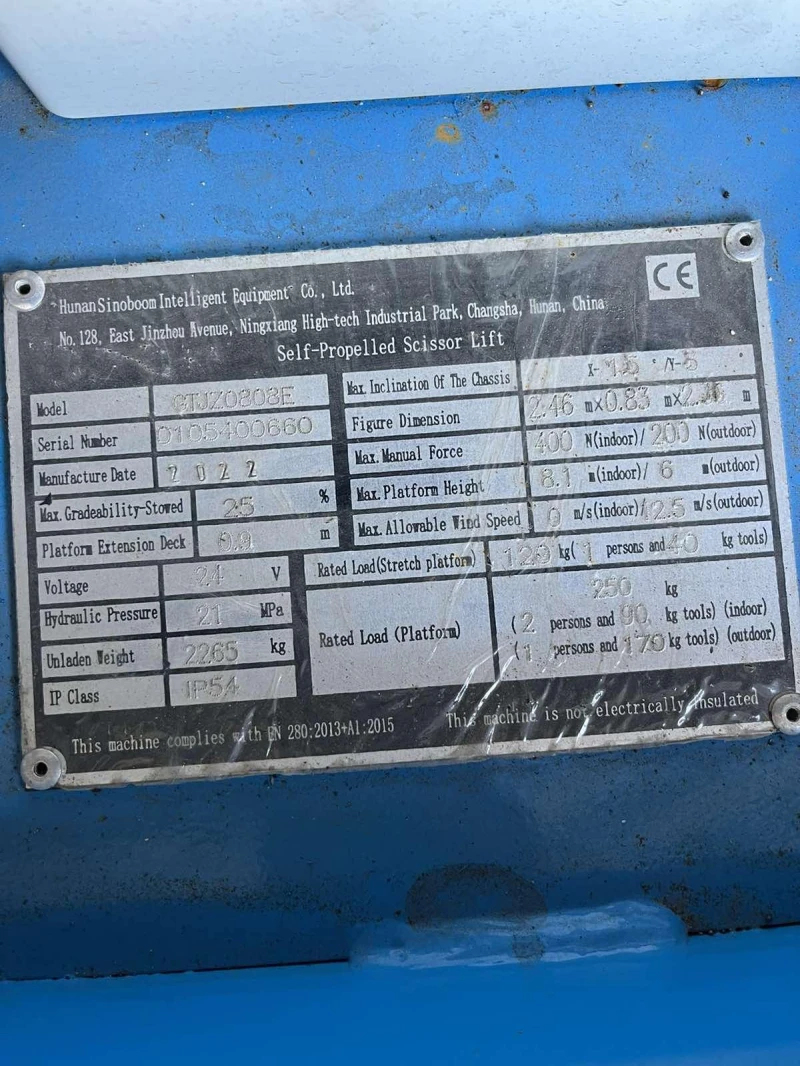 Hunan Sinoboom Intelligent Equipment Co., Ltd.
CE
No. 128, East Jinzhou Avenue, Ningxiang High-tech Industrial Park, Changsha, Hunan, China
Self-Propelled Scissor Lift
Model GTJZ0808E
Serial Number 0105400660
Manufacture Date 2022
Max. Gradeability-Stowed 25 %
Platform Extension Deck 0.9 m
Voltage 24 V
Hydraulic Pressure 21 MPa
Unladen Weight 2265 kg
IP Class IP54
Max. Inclination Of The Chassis X- 1.5 ° /Y-
Figure Dimension 2.46 m×0.83 m× m
Max. Manual Force 400 N(indoor)/ 200 N(outdoor)
Max. Platform Height 8.1 m(indoor)/ 6 m(outdoor)
Max. Allowable Wind Speed 0 m/s(indoor)/12.5 m/s(outdoor)
Rated Load(Stretch platform) 120 kg( 1 persons and 40 kg tools)
Rated Load (Platform) 250 kg
( 2 persons and 90 kg tools) (indoor)
( 1 persons and 170 kg tools) (outdoor)
This machine complies with EN 280:2013+A1:2015
This machine is not electrically insulated